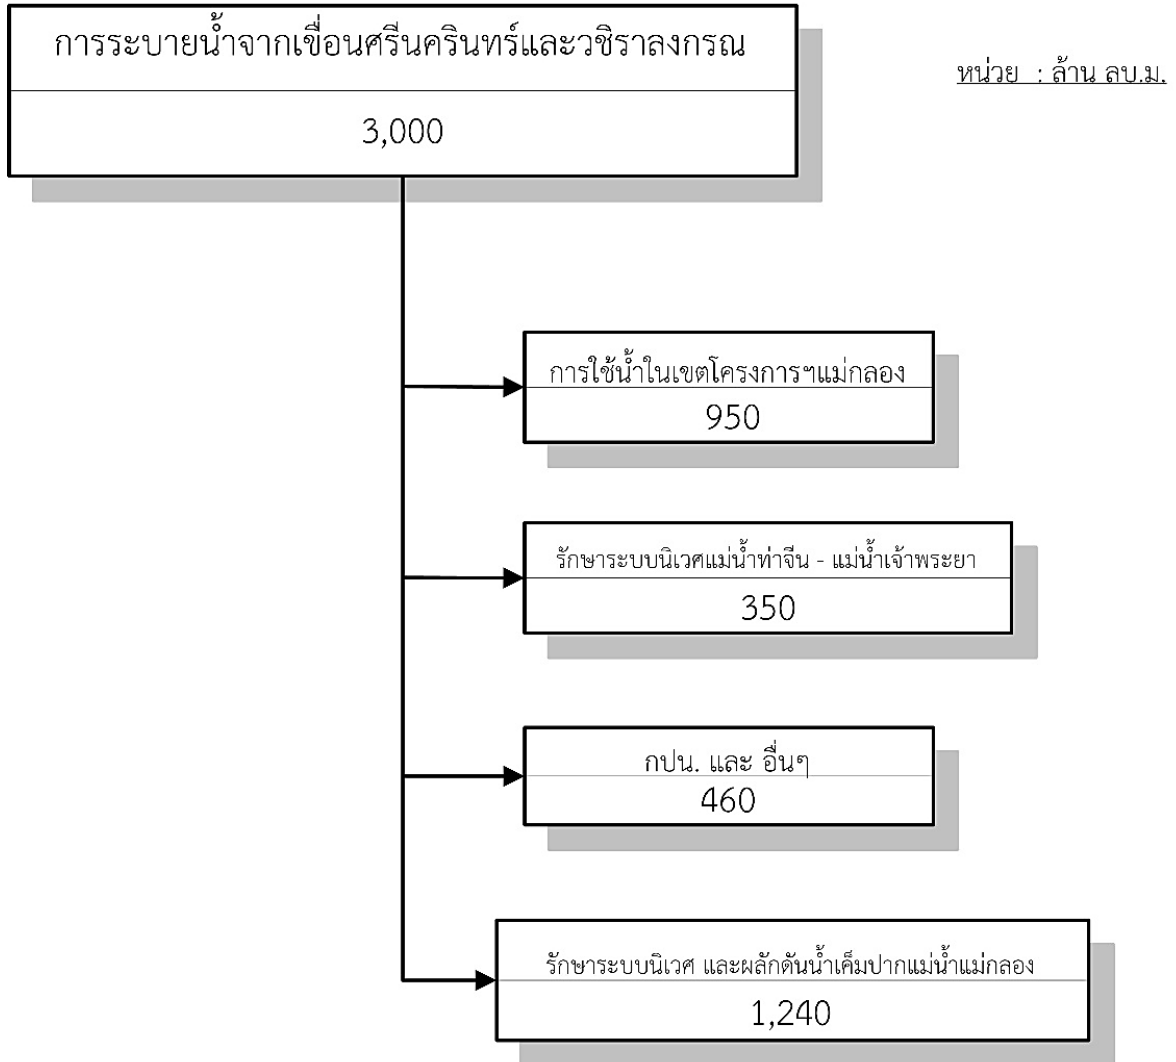 การระบายน้ำจากเขื่อนศรีนครินทร์และวชิราลงกรณ
3,000
หน่วย : ล้าน ลบ.ม.
การใช้น้ำในเขตโครงการฯแม่กลอง
950
รักษาระบบนิเวศแม่น้ำท่าจีน - แม่น้ำเจ้าพระยา
350
กปน. และ อื่นๆ
460
รักษาระบบนิเวศ และผลักดันน้ำเค็มปากแม่น้ำแม่กลอง
1,240